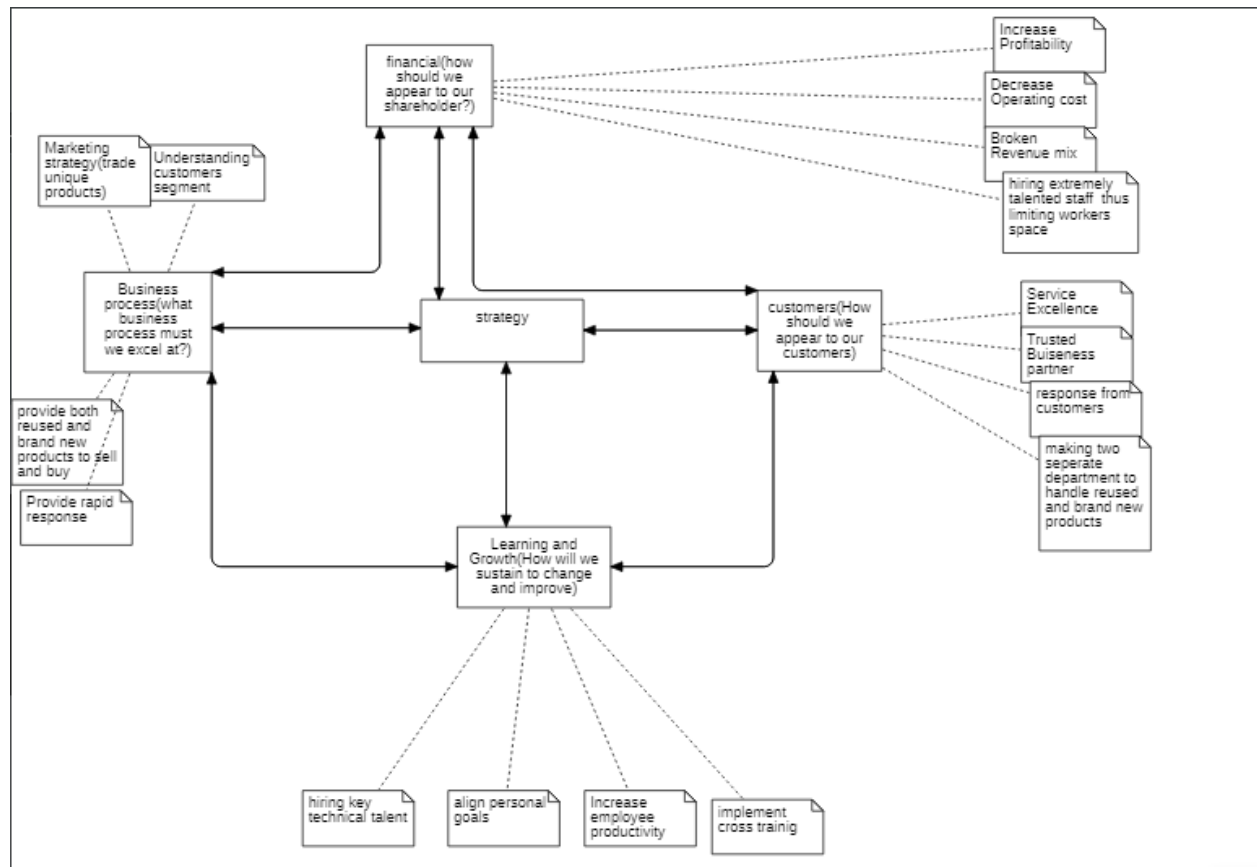 financial(how
should we
appear to our
shareholder?)
Increase
Profitability
Decrease
Operating cost
Broken
Revenue mix
hiring extremely
talented staff thus
limiting workers
space
Marketing
strategy(trade
unique
products)
Understanding
customers
segment
Business
process(what
business
process must
we excel at?)
strategy
customers(How
should we
appear to our
customers)
Service
Excellence
Trusted
Buiseness
partner
response from
customers
making two
seperate
department to
handle reused
and brand new
products
provide both
reused and
brand new
products to sell
and buy
Provide rapid
response
Learning and
Growth(How will we
sustain to change
and improve)
hiring key
technical talent
align personal
goals
Increase
employee
productivity
implement
cross trainig